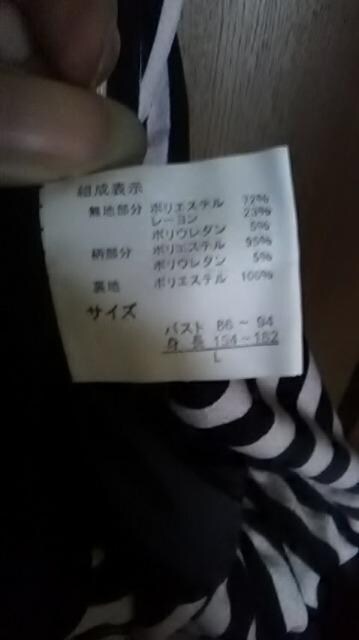 組成表示
無地部分 ポリエステル 72%
レーヨン 23%
ポリウレタン 5%
柄部分 ポリエステル 95%
ポリウレタン 5%
裏地 ポリエステル 100%
サイズ
バスト 86 ~ 94
身長 154~162
L